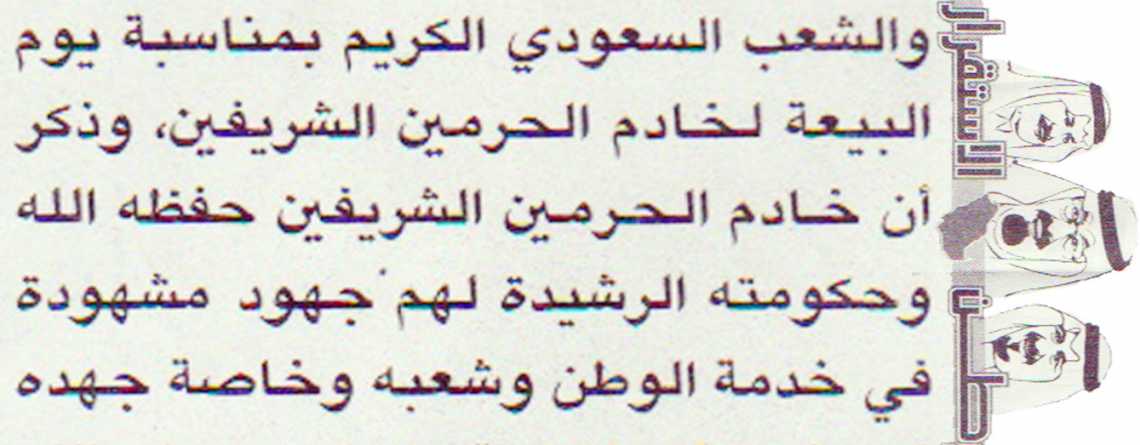 والشعب السعودي الكريم بمناسبة يوم
البيعة لخادم الحرمين الشريفين، وذكر
أن خادم الحرمين الشريفين حفظه الله
وحكومته الرشيدة لهم جهود مشهودة
في خدمة الوطن وشعبه وخاصة جهده
الاستقرار